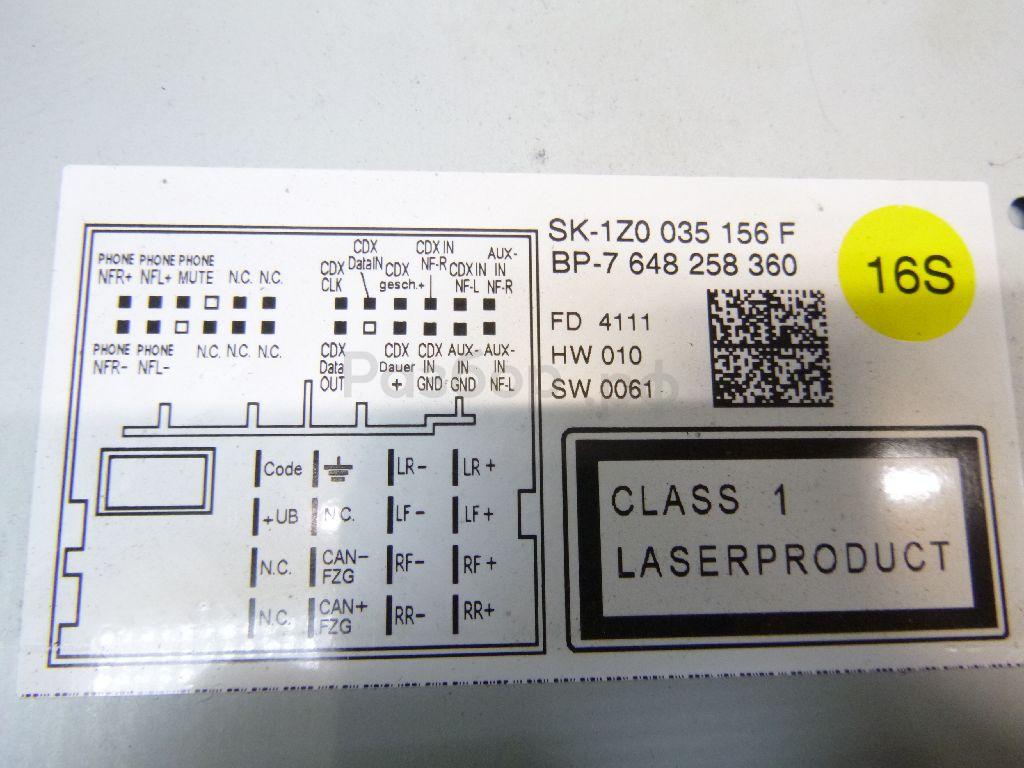 SK-1Z0 035 156 F
BP-7 648 258 360
16S
FD 4111
HW 010
SW 0061
PHONE PHONE PHONE
NFR+ NFL+ MUTE N.C. N.C.
PHONE PHONE
NFR- NFL- N.C. N.C. N.C.
CDX
CLK
CDX
DataIN
CDX
gesch.+
CDX IN
NF-R
CDX IN
NF-L
AUX-
IN
NF-R
CDX
Data
OUT
CDX
Dauer
+
CDX
IN
GND
AUX-
IN
GND
AUX-
IN
NF-L
Разбор.рф
Code LR- LR+
+UB N.C. LF- LF+
N.C. CAN- FZG RF- RF+
N.C. CAN+ FZG RR- RR+
CLASS 1
LASERPRODUCT